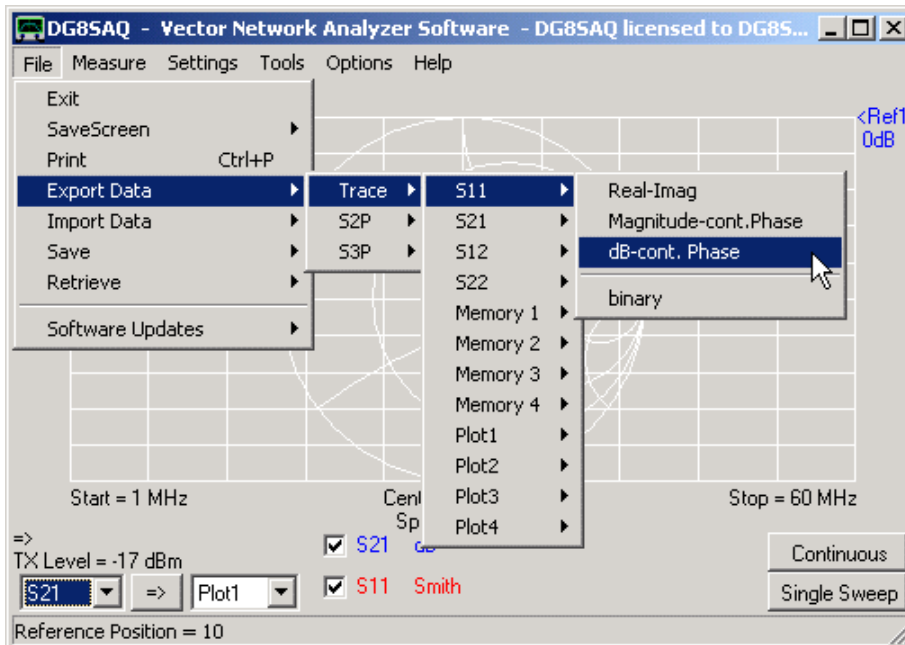 DG8SAQ - Vector Network Analyzer Software - DG8SAQ licensed to DG8S...
File Measure Settings Tools Options Help
Exit
SaveScreen
Print Ctrl+P
Export Data
Import Data
Save
Retrieve
Software Updates
Trace
S2P
S3P
S11
S21
S12
S22
Memory 1
Memory 2
Memory 3
Memory 4
Plot1
Plot2
Plot3
Plot4
Real-Imag
Magnitude-cont.Phase
dB-cont. Phase
binary
<Ref1
0dB
Start = 1 MHz
Cen
Sp
Stop = 60 MHz
=>
TX Level = -17 dBm
S21 dB
Continuous
S21 => Plot1
S11 Smith
Single Sweep
Reference Position = 10